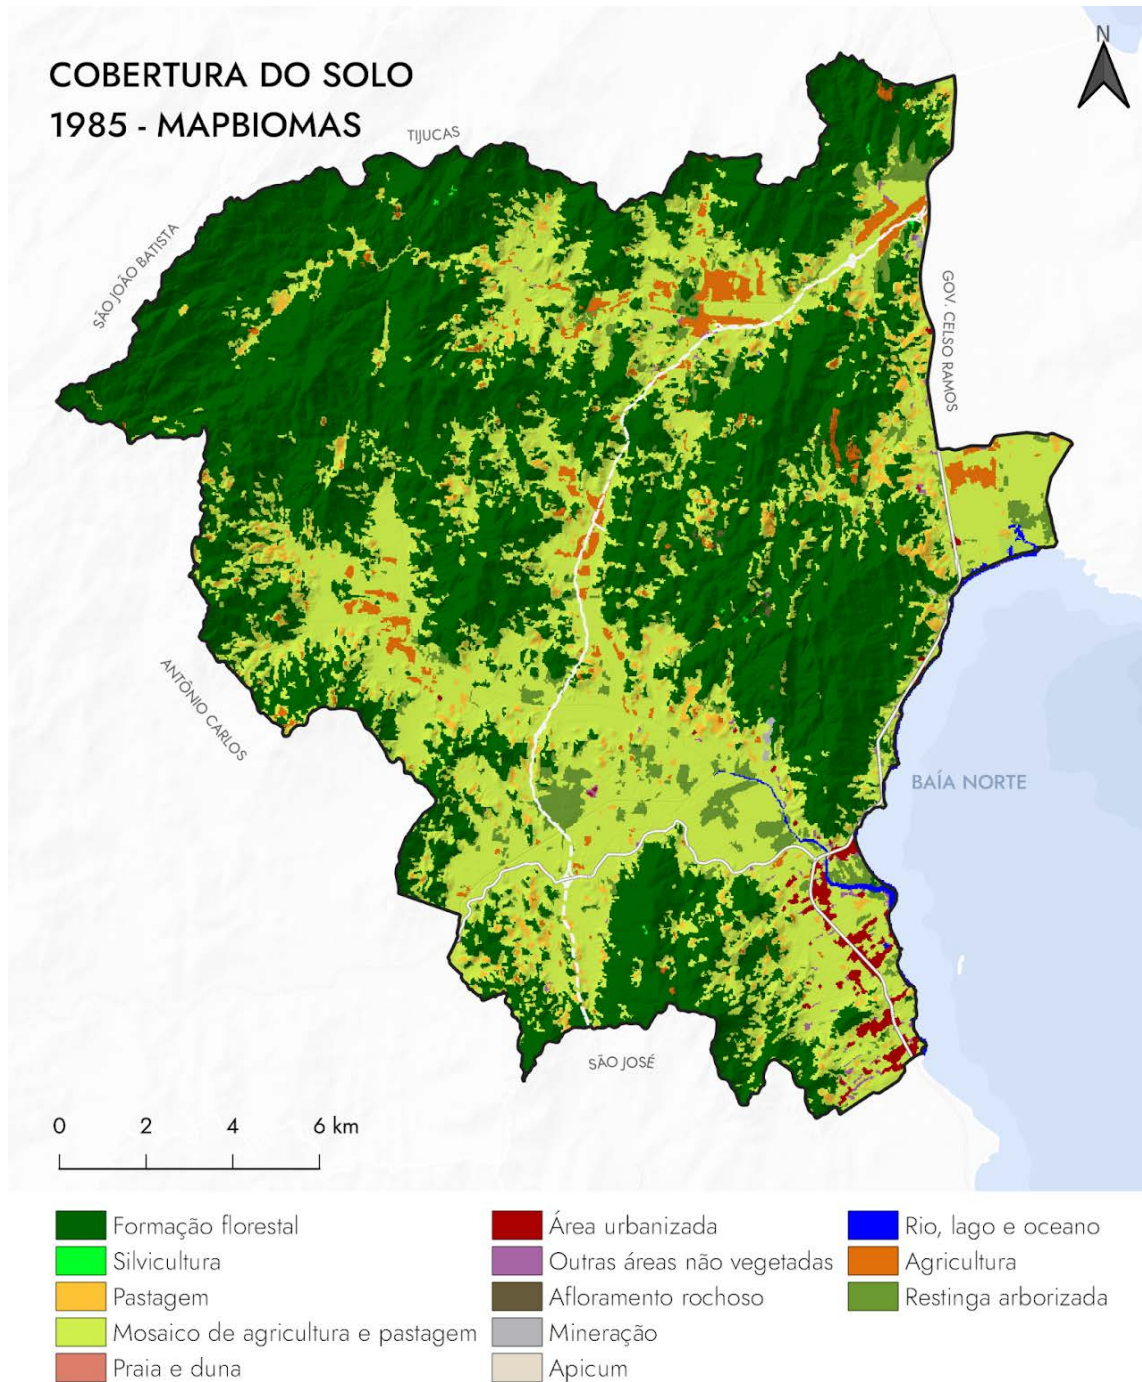 COBERTURA DO SOLO
1985 - MAPBIOMAS
N
TIJUCAS
SÃO JOÃO BATISTA
GOV. CELSO RAMOS
ANTÔNIO CARLOS
BAÍA NORTE
SÃO JOSÉ
0 2 4 6 km
Formação florestal
Silvicultura
Pastagem
Mosaico de agricultura e pastagem
Praia e duna
Área urbanizada
Outras áreas não vegetadas
Afloramento rochoso
Mineração
Apicum
Rio, lago e oceano
Agricultura
Restinga arborizada